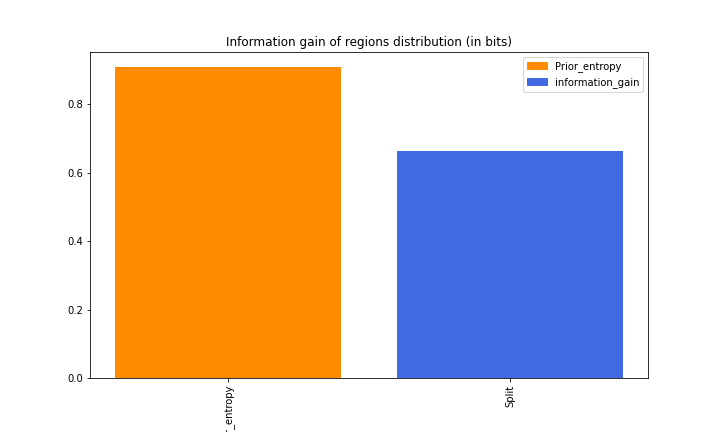 Information gain of regions distribution (in bits)
Prior_entropy
information_gain
0.8
0.6
0.4
0.2
0.0
r_entropy
Split